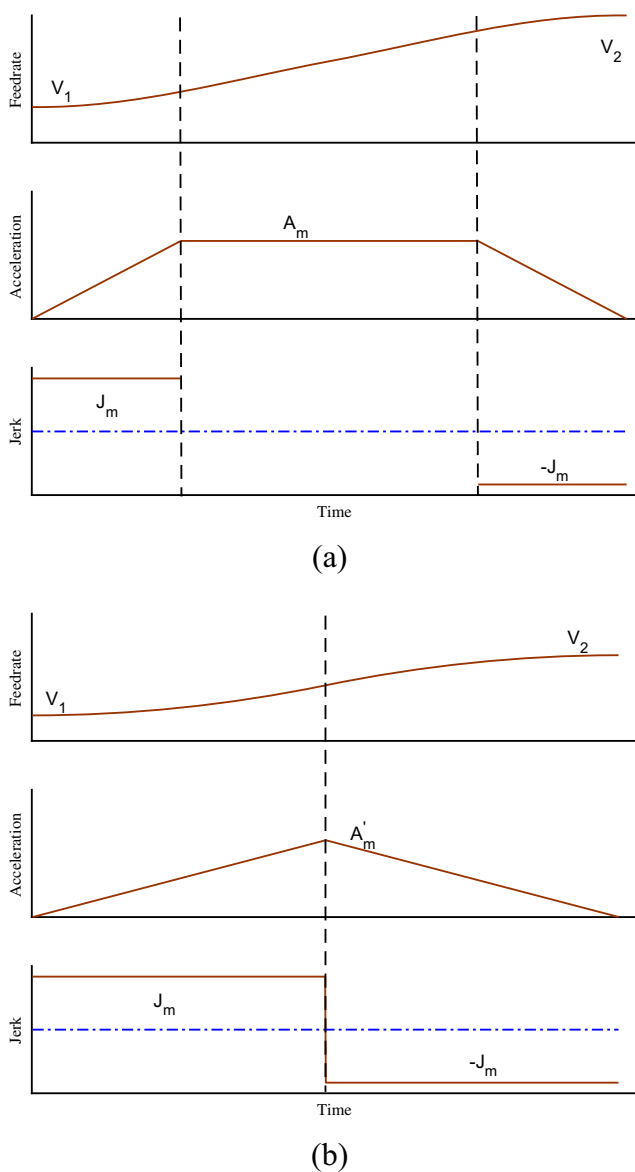 Feedrate
V1
V2
Acceleration
Am
Jerk
Jm
-Jm
Time
(a)
Feedrate
V1
V2
Acceleration
A'm
Jerk
Jm
-Jm
Time
(b)